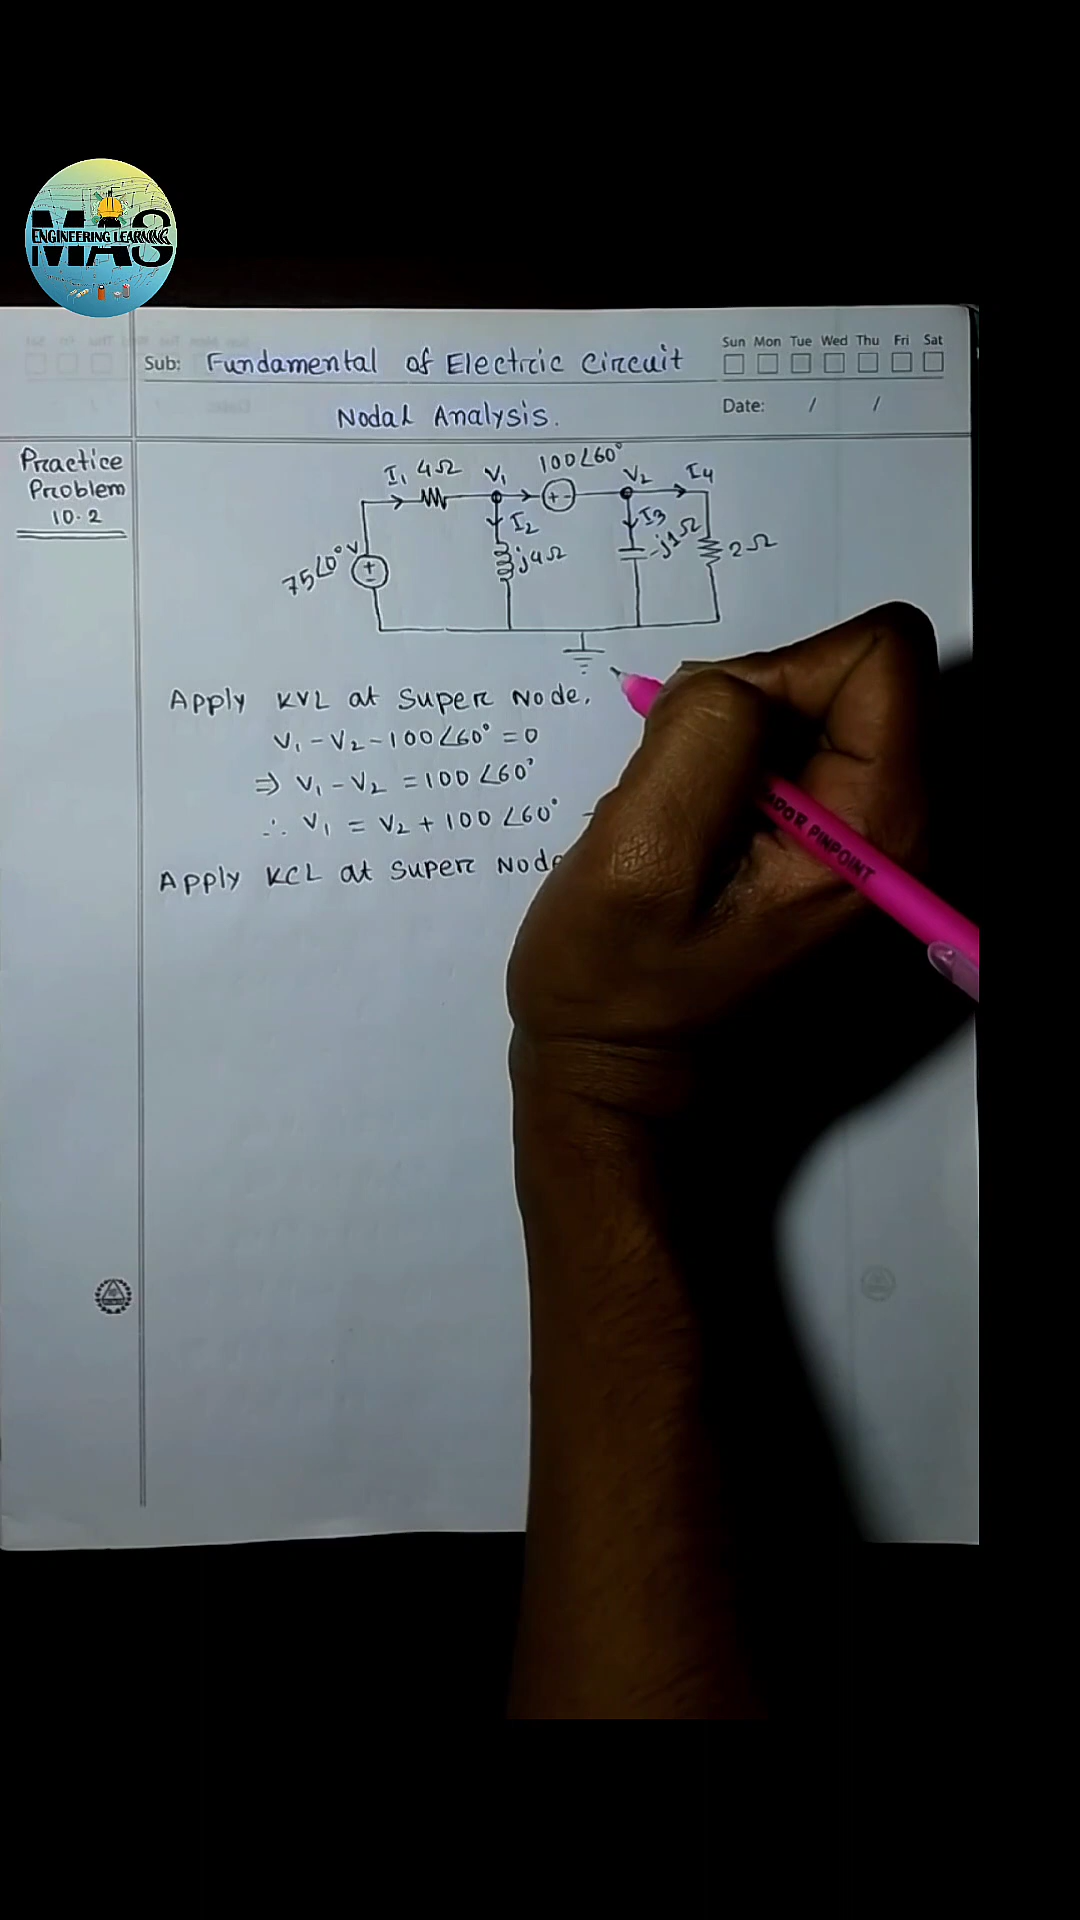 MAS
ENGINEERING LEARNING
Sub: Fundamental of Electric Circuit
Sun Mon Tue Wed Thu Fri Sat
Nodal Analysis.
Date: / /
Practice
Problem
10.2
I₁ 4Ω V₁ 100∠60° V₂ I₄
I₂ I₃
75∠0° V + - j4Ω -j1Ω 2Ω
Apply KVL at Super Node.
V₁ - V₂ - 100∠60° = 0
⇒ V₁ - V₂ = 100∠60°
∴ V₁ = V₂ + 100∠60°
Apply KCL at Super Node
PINPOINT